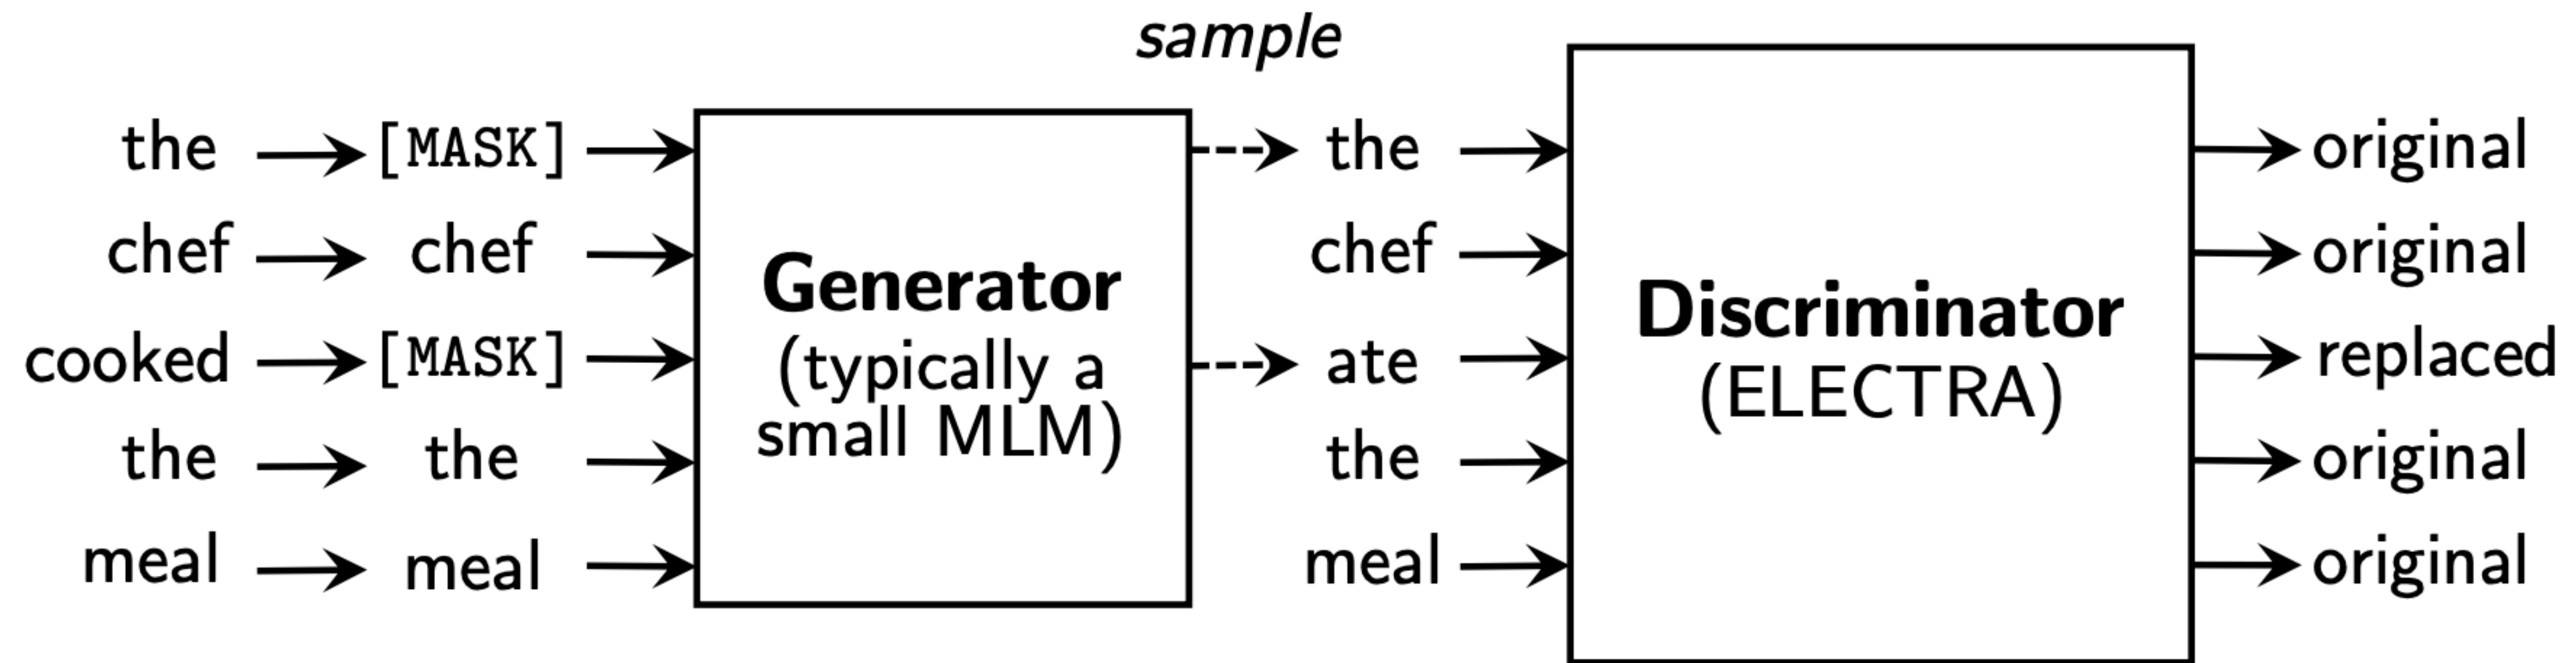 sample
the [MASK] the original
chef chef chef original
Generator
cooked [MASK] ate replaced
(typically a
small MLM)
Discriminator
(ELECTRA)
the the the original
meal meal meal original